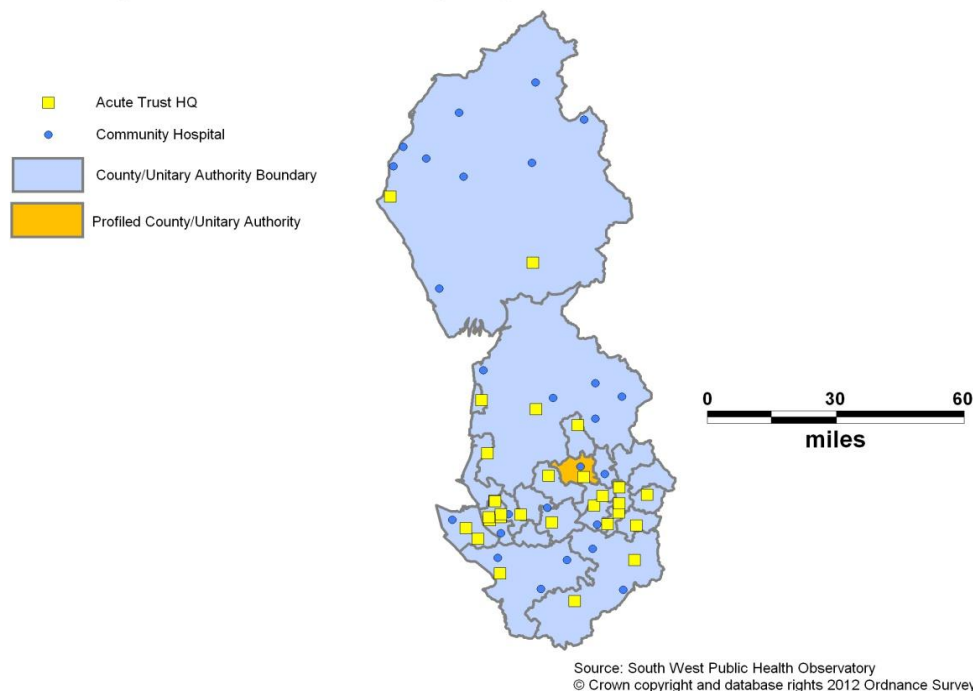 Acute Trust HQ
Community Hospital
County/Unitary Authority Boundary
Profiled County/Unitary Authority
0 30 60
miles
Source: South West Public Health Observatory
© Crown copyright and database rights 2012 Ordnance Survey